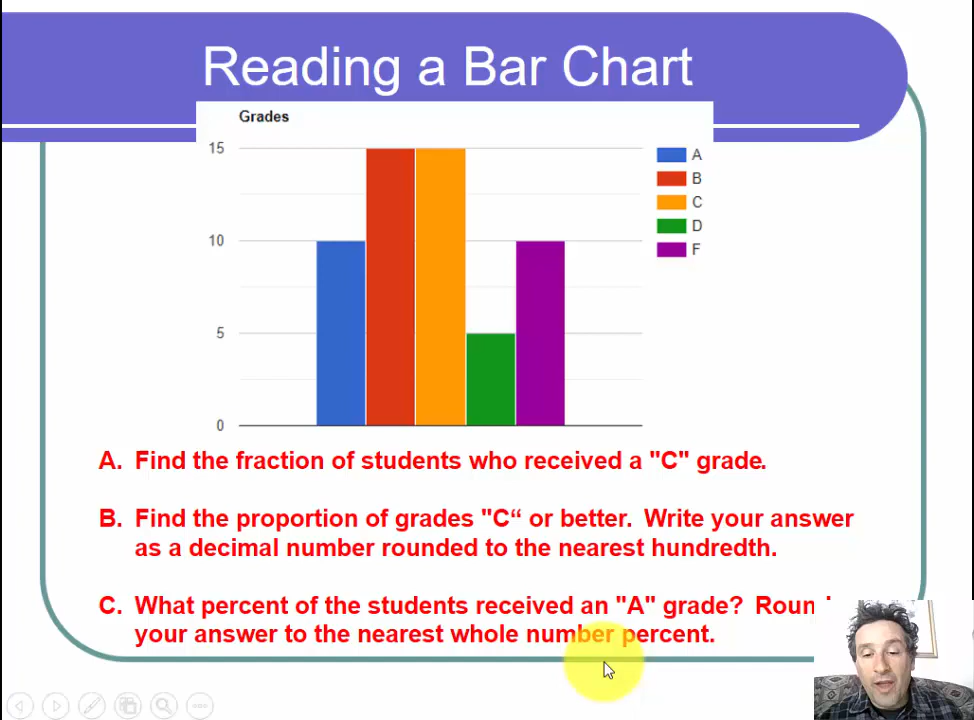 Reading a Bar Chart
Grades
15
10
5
0
A
B
C
D
F
A. Find the fraction of students who received a "C" grade.
B. Find the proportion of grades "C“ or better. Write your answer
as a decimal number rounded to the nearest hundredth.
C. What percent of the students received an "A" grade? Roun
your answer to the nearest whole number percent.